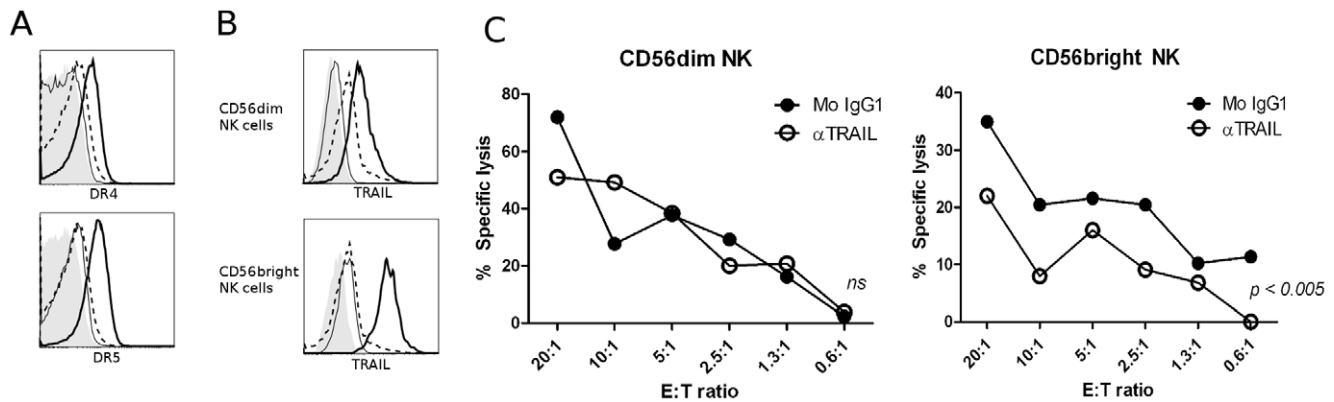 A
DR4
DR5
B
CD56dim
NK cells
TRAIL
CD56bright
NK cells
TRAIL
C
CD56dim NK
Mo IgG1
αTRAIL
% Specific lysis
80
60
40
20
0
ns
20:1
10:1
5:1
2.5:1
1.3:1
0.6:1
E:T ratio
CD56bright NK
Mo IgG1
αTRAIL
% Specific lysis
40
30
20
10
0
p < 0.005
20:1
10:1
5:1
2.5:1
1.3:1
0.6:1
E:T ratio